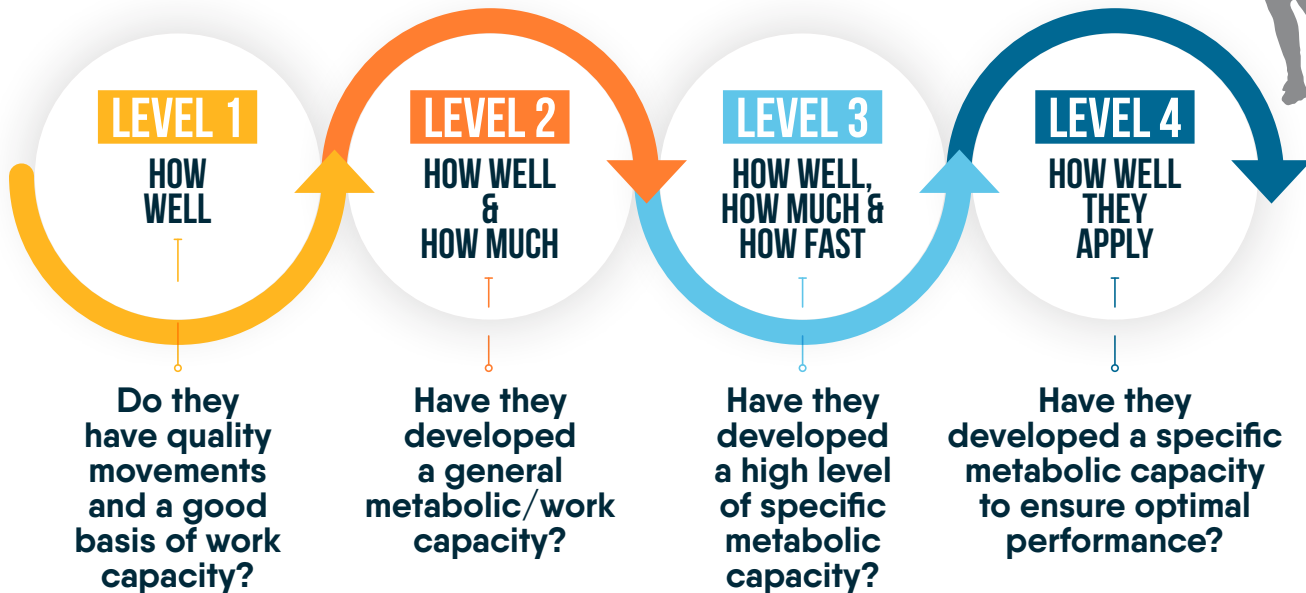 LEVEL 1
HOW
WELL
Do they
have quality
movements
and a good
basis of work
capacity?
LEVEL 2
HOW WELL
&
HOW MUCH
Have they
developed
a general
metabolic/work
capacity?
LEVEL 3
HOW WELL,
HOW MUCH &
HOW FAST
Have they
developed
a high level
of specific
metabolic
capacity?
LEVEL 4
HOW WELL
THEY
APPLY
Have they
developed a specific
metabolic capacity
to ensure optimal
performance?